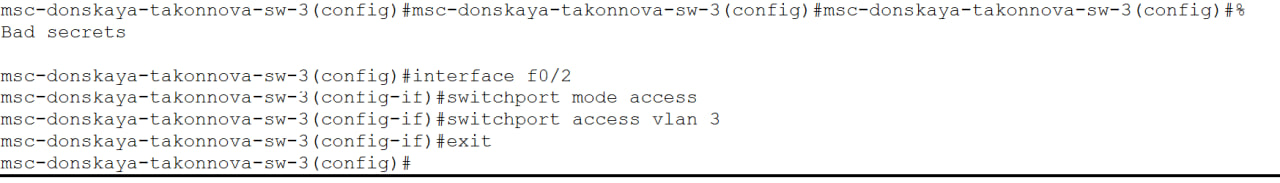 msc-donskaya-takonnova-sw-3(config)#msc-donskaya-takonnova-sw-3(config)#msc-donskaya-takonnova-sw-3(config)#%
Bad secrets
msc-donskaya-takonnova-sw-3(config)#interface f0/2
msc-donskaya-takonnova-sw-3(config-if)#switchport mode access
msc-donskaya-takonnova-sw-3(config-if)#switchport access vlan 3
msc-donskaya-takonnova-sw-3(config-if)#exit
msc-donskaya-takonnova-sw-3(config)#